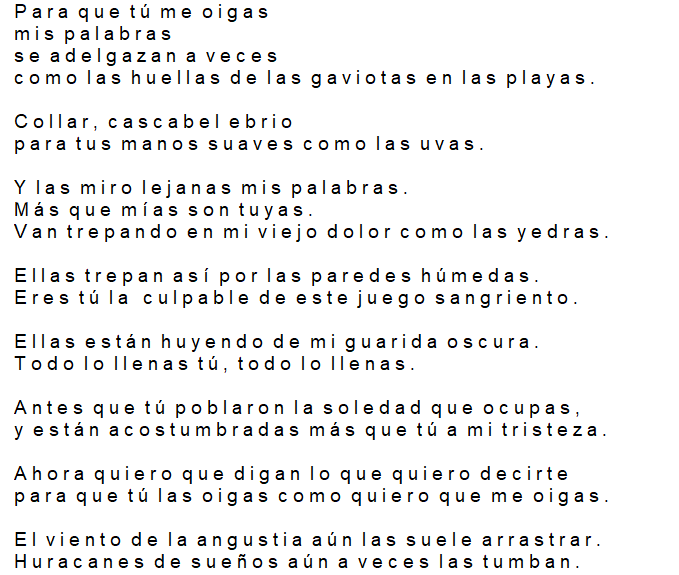 Para que tú me oigas
mis palabras
se adelgazan a veces
como las huellas de las gaviotas en las playas.

Collar, cascabel ebrio
para tus manos suaves como las uvas.

Y las miro lejanas mis palabras.
Más que mías son tuyas.
Van trepando en mi viejo dolor como las yedras.

Ellas trepan así por las paredes húmedas.
Eres tú la culpable de este juego sangriento.

Ellas están huyendo de mi guarida oscura.
Todo lo llenas tú, todo lo llenas.

Antes que tú poblaron la soledad que ocupas,
y están acostumbradas más que tú a mi tristeza.

Ahora quiero que digan lo que quiero decirte
para que tú las oigas como quiero que me oigas.

El viento de la angustia aún las suele arrastrar.
Huracanes de sueños aún a veces las tumban.